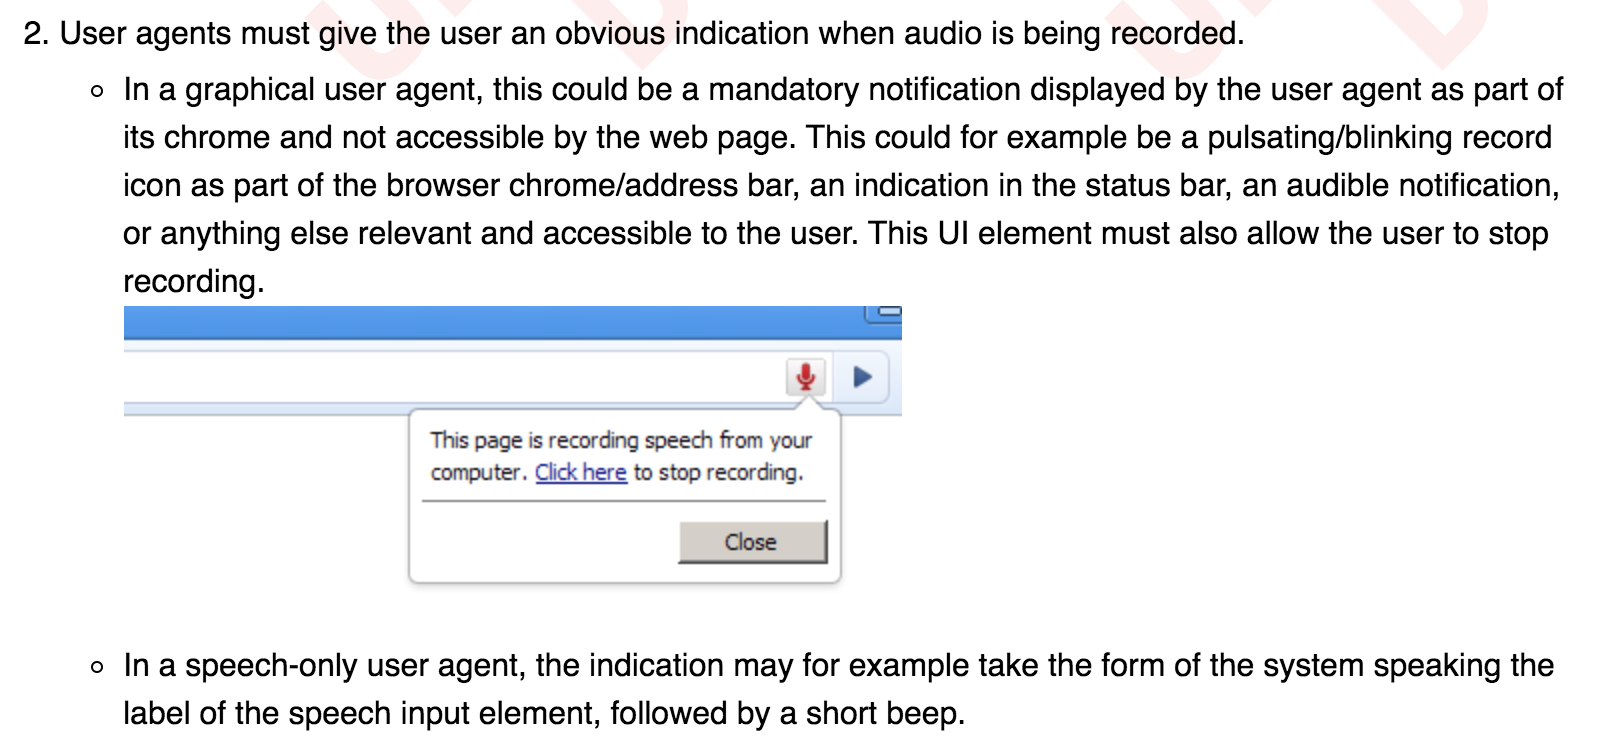 2. User agents must give the user an obvious indication when audio is being recorded.
In a graphical user agent, this could be a mandatory notification displayed by the user agent as part of
its chrome and not accessible by the web page. This could for example be a pulsating/blinking record
icon as part of the browser chrome/address bar, an indication in the status bar, an audible notification,
or anything else relevant and accessible to the user. This UI element must also allow the user to stop
recording.
This page is recording speech from your
computer. Click here to stop recording.
Close
In a speech-only user agent, the indication may for example take the form of the system speaking the
label of the speech input element, followed by a short beep.